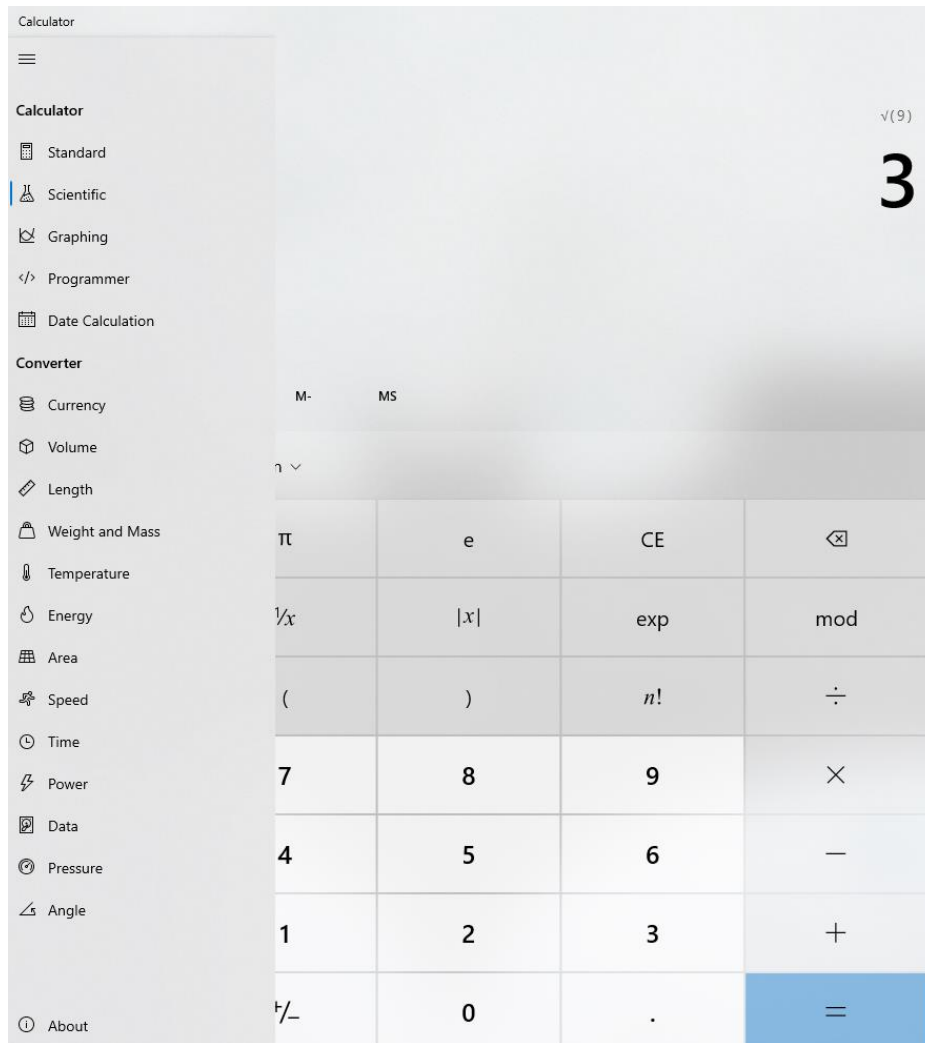 Calculator
Calculator
√(9)
Standard
3
Scientific
Graphing
</> Programmer
Date Calculation
Converter
M- MS
Currency
Volume
n
Length
Weight and Mass
π e CE
Temperature
Energy
1/x |x| exp mod
Area
Speed
( ) n! ÷
Time
Power
7 8 9 ×
Data
4 5 6 −
Pressure
Angle
1 2 3 +
About
+/− 0 . =